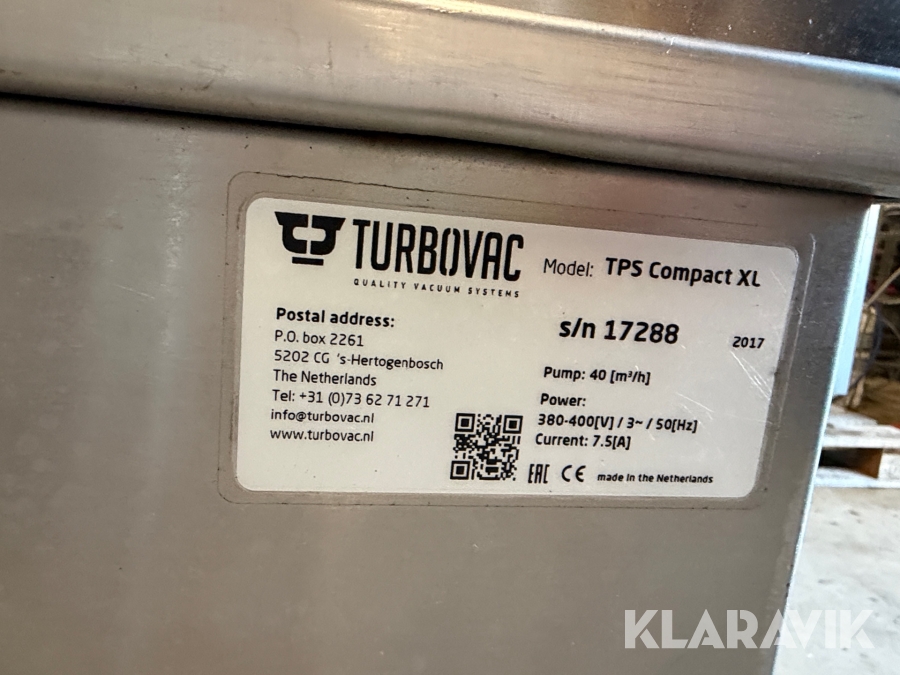 TURBOVAC
QUALITY VACUUM SYSTEMS
Model: TPS Compact XL
s/n 17288 2017
Postal address:
P.O. box 2261
5202 CG 's-Hertogenbosch
The Netherlands
Tel: +31 (0)73 62 71 271
info@turbovac.nl
www.turbovac.nl
Pump: 40 [m³/h]
Power:
380-400[V] / 3~ / 50[Hz]
Current: 7.5[A]
EAC CE made in the Netherlands
KLARAVIK